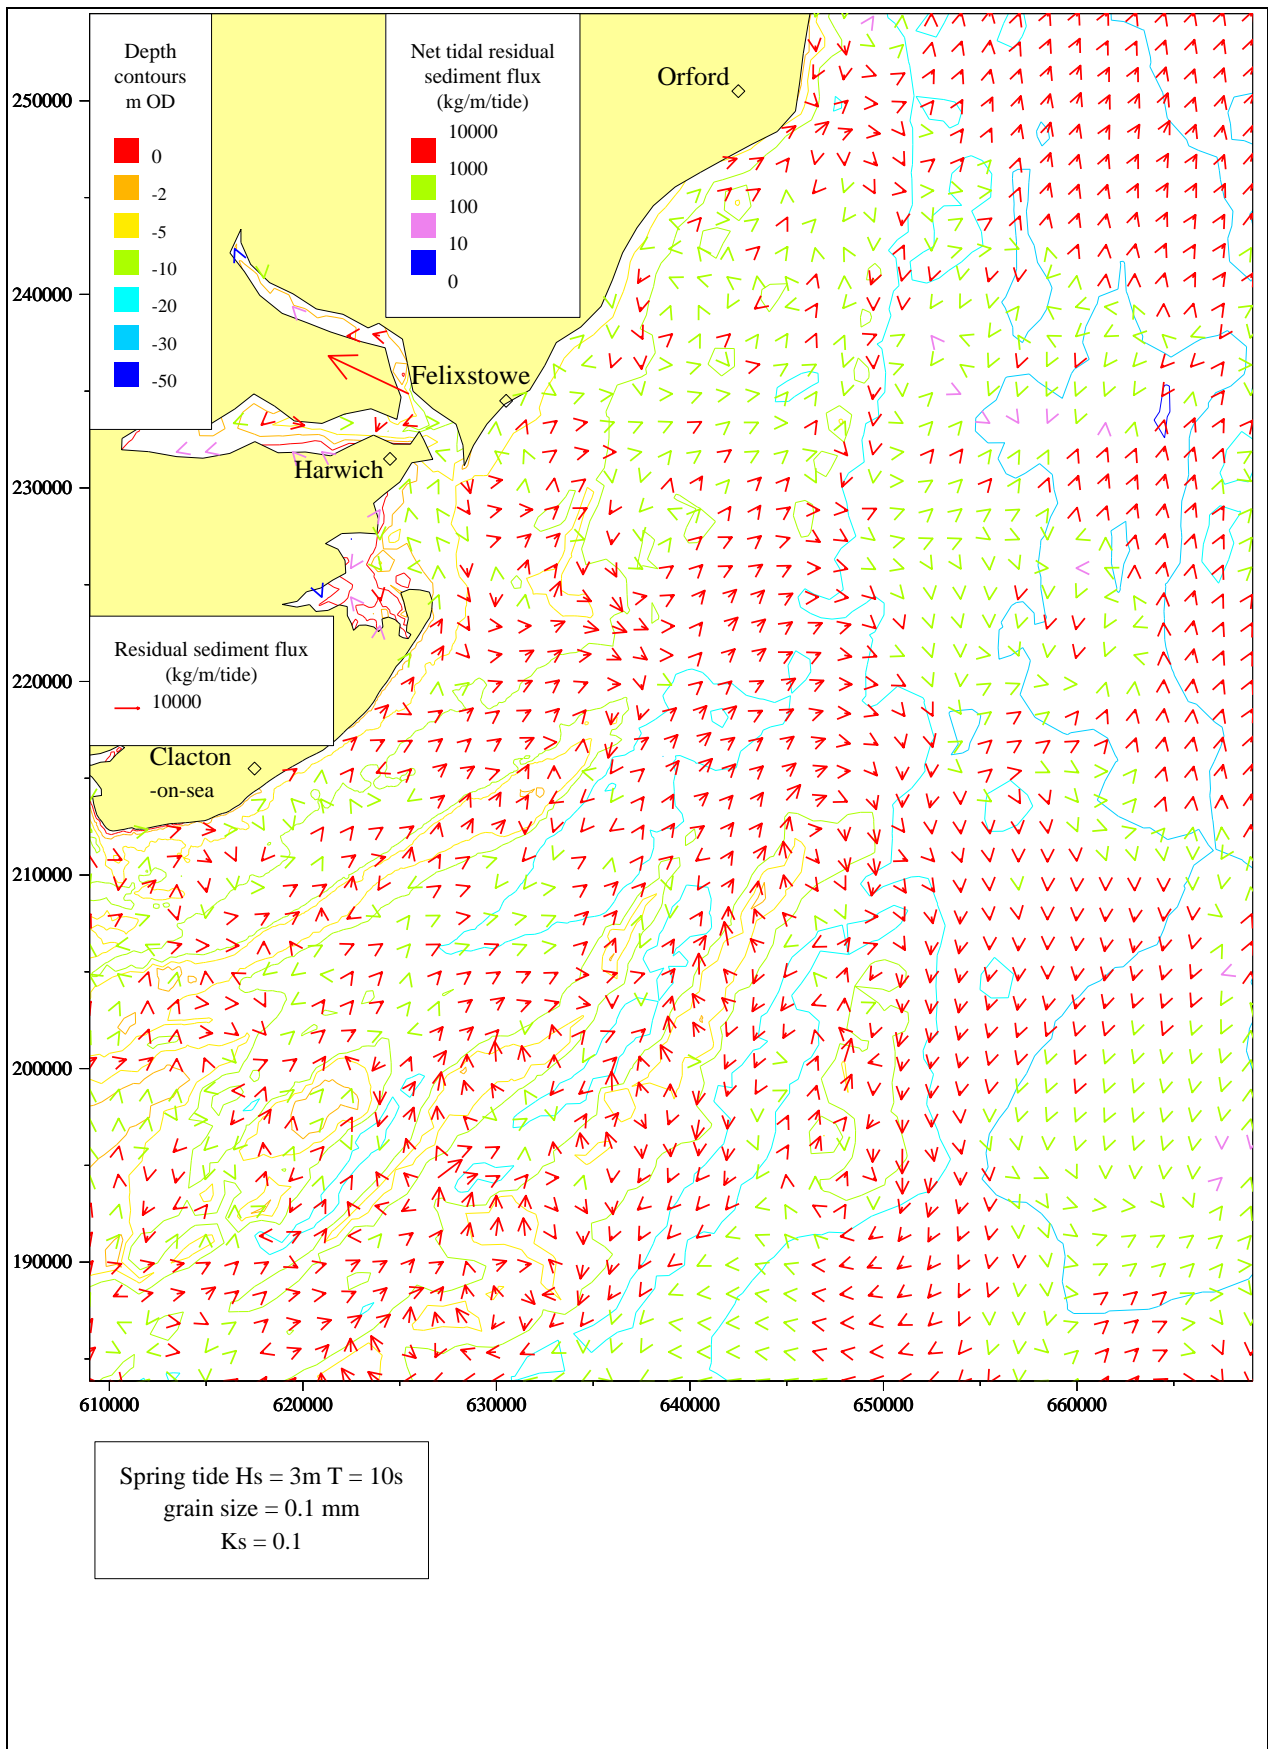 Depth
contours
m OD
0
-2
-5
-10
-20
-30
-50
Net tidal residual
sediment flux
(kg/m/tide)
10000
1000
100
10
0
Orford
Felixstowe
Harwich
Residual sediment flux
(kg/m/tide)
10000
Clacton
-on-sea
250000
240000
230000
220000
210000
200000
190000
610000 620000 630000 640000 650000 660000
Spring tide Hs = 3m T = 10s
grain size = 0.1 mm
Ks = 0.1